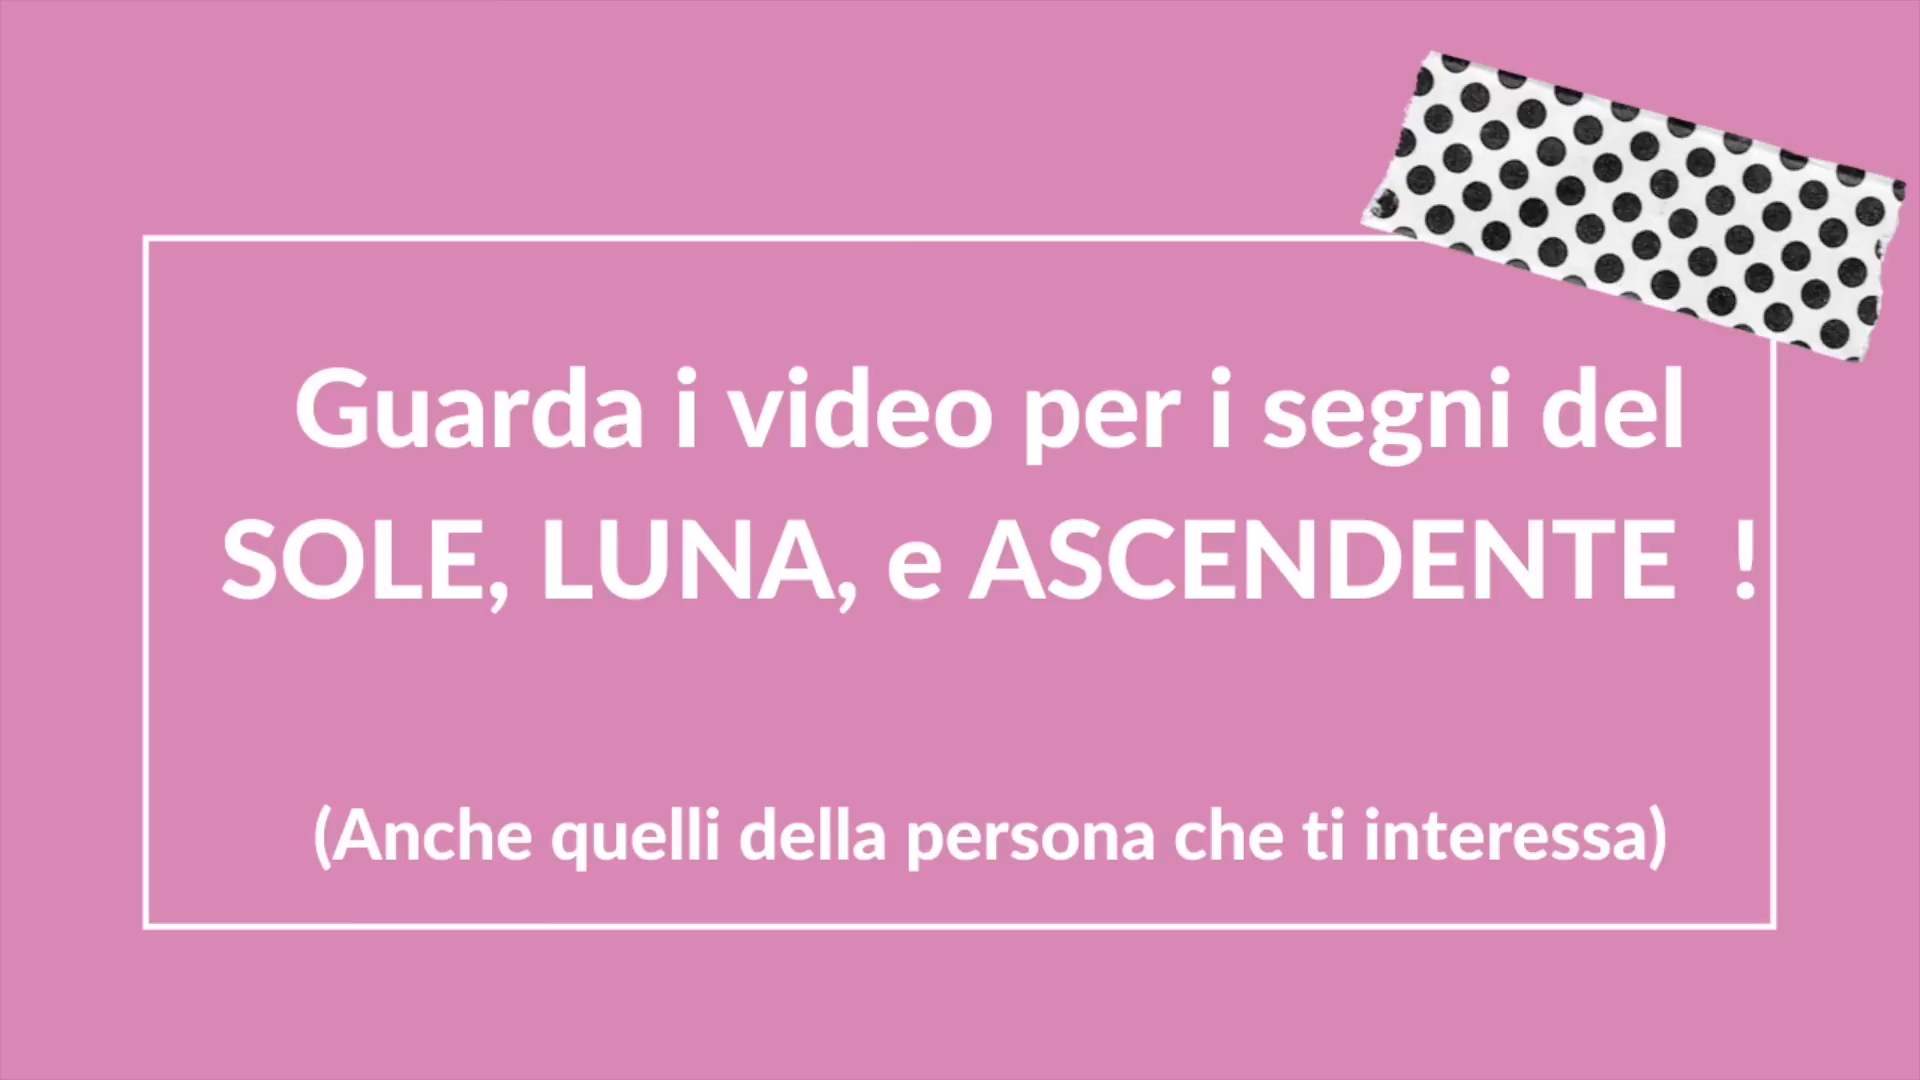 Guarda i video per i segni del
SOLE, LUNA, e ASCENDENTE !
(Anche quelli della persona che ti interessa)